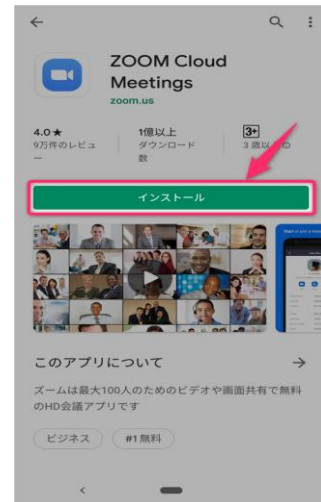 ZOOM Cloud
Meetings
zoom.us
4.0★
9万件のレビュ
ー
1億以上
ダウンロード
数
3+
3 歳以上
インストール
このアプリについて
ズームは最大100人のためのビデオや画面共有で無料
のHD会議アプリです
ビジネス
#1 無料